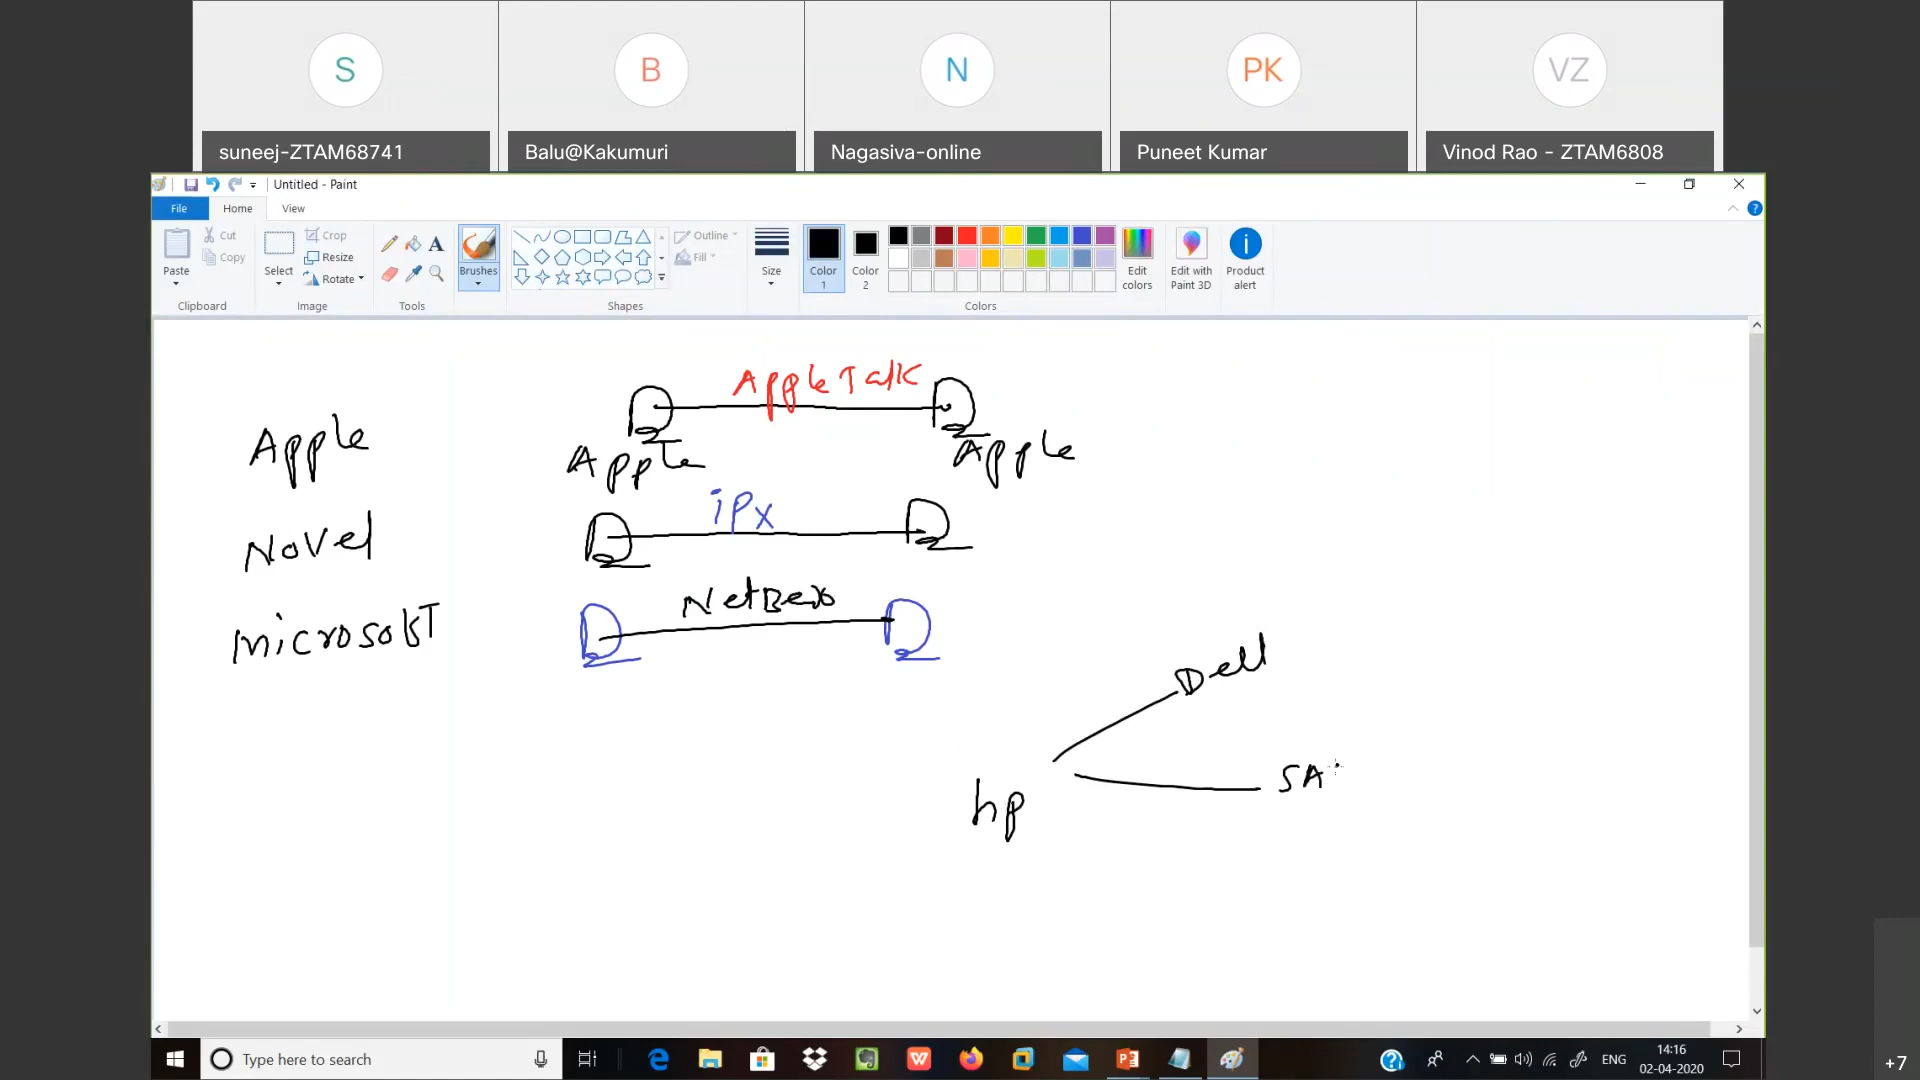 S B N PK VZ
suneej-ZTAM68741 Balu@Kakumuri Nagasiva-online Puneet Kumar Vinod Rao - ZTAM6808
Untitled - Paint
File Home View
Paste Cut Copy
Clipboard
Select Crop Resize Rotate
Image
A
Tools
Brushes
Outline Fill
Shapes
Size
Color 1
Color 2
Edit colors
Colors
Edit with Paint 3D
Product alert
AppleTalk
Apple Apple Apple
iPx
Novel
NetBeo
microsoft
Dell
SA
hp
Type here to search
ENG
14:16
02-04-2020
+7